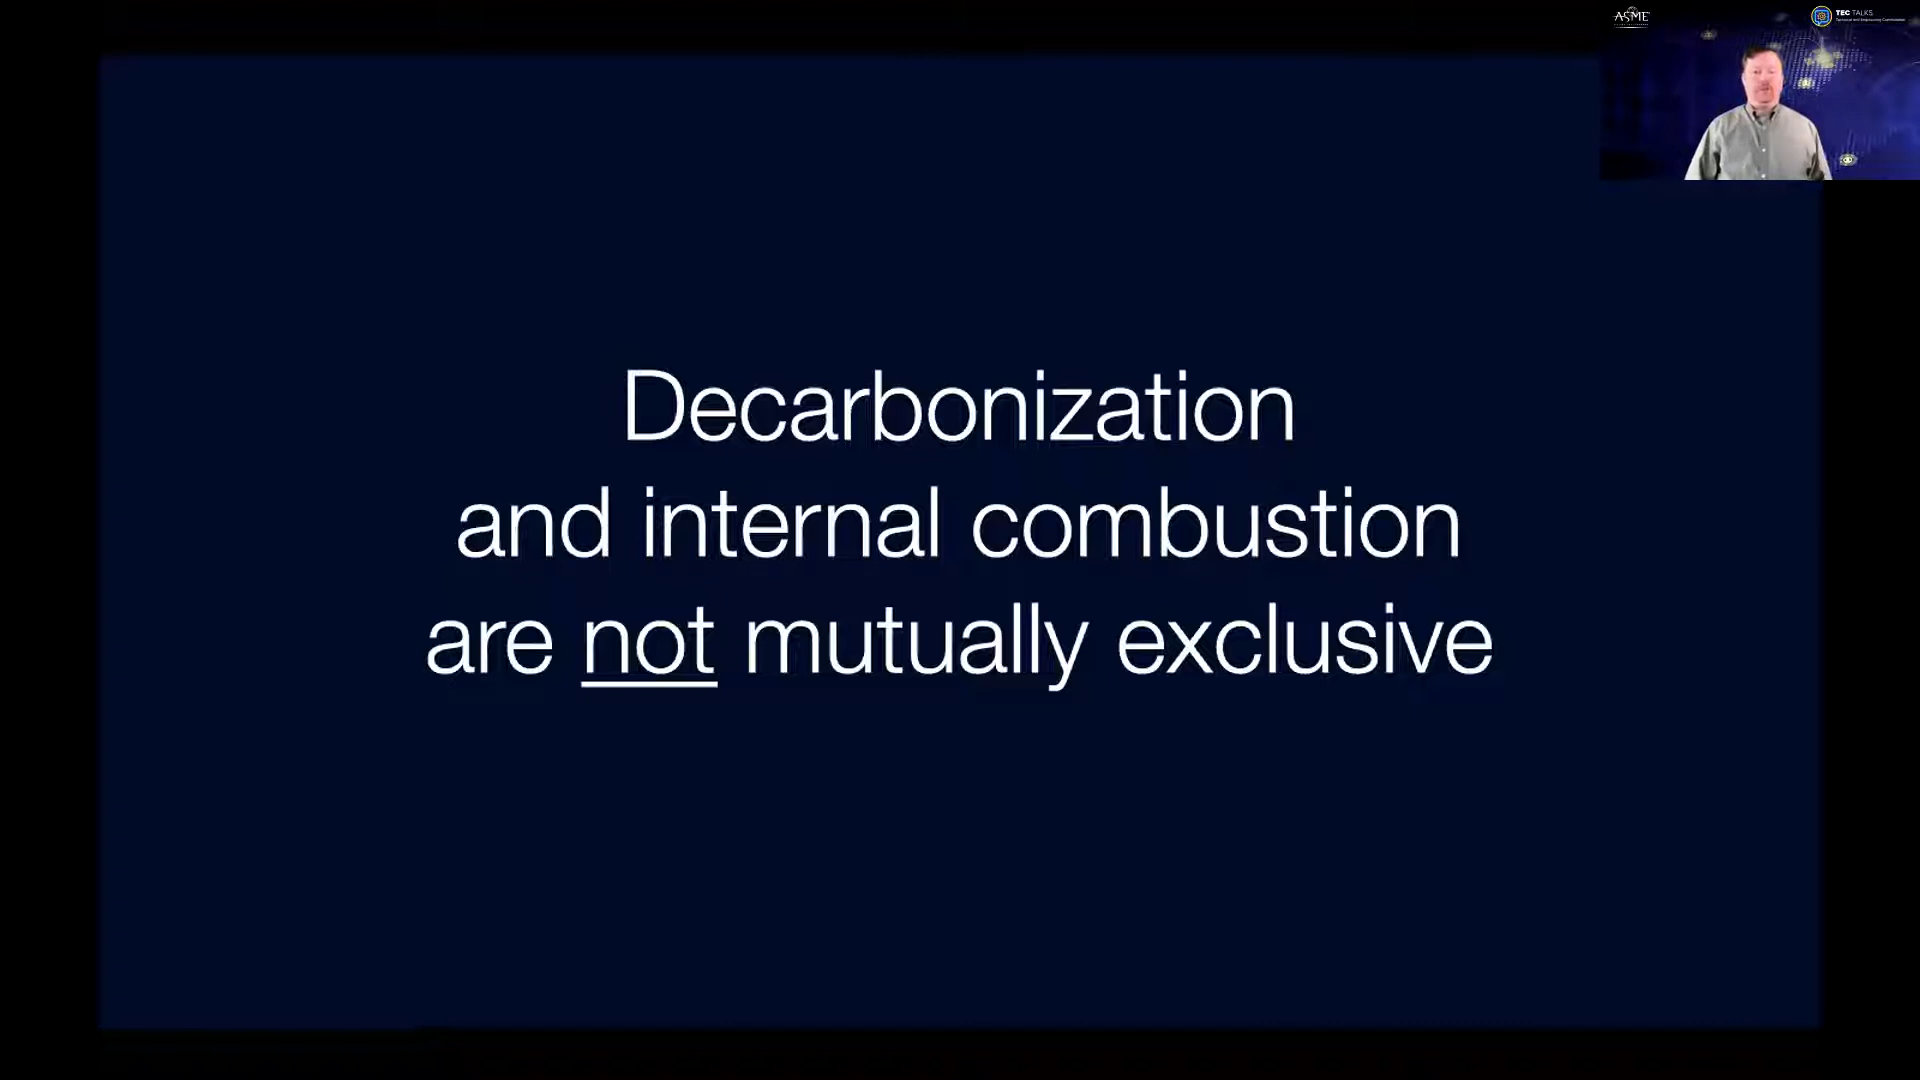 ASME
TEC TALKS
Decarbonization
and internal combustion
are not mutually exclusive